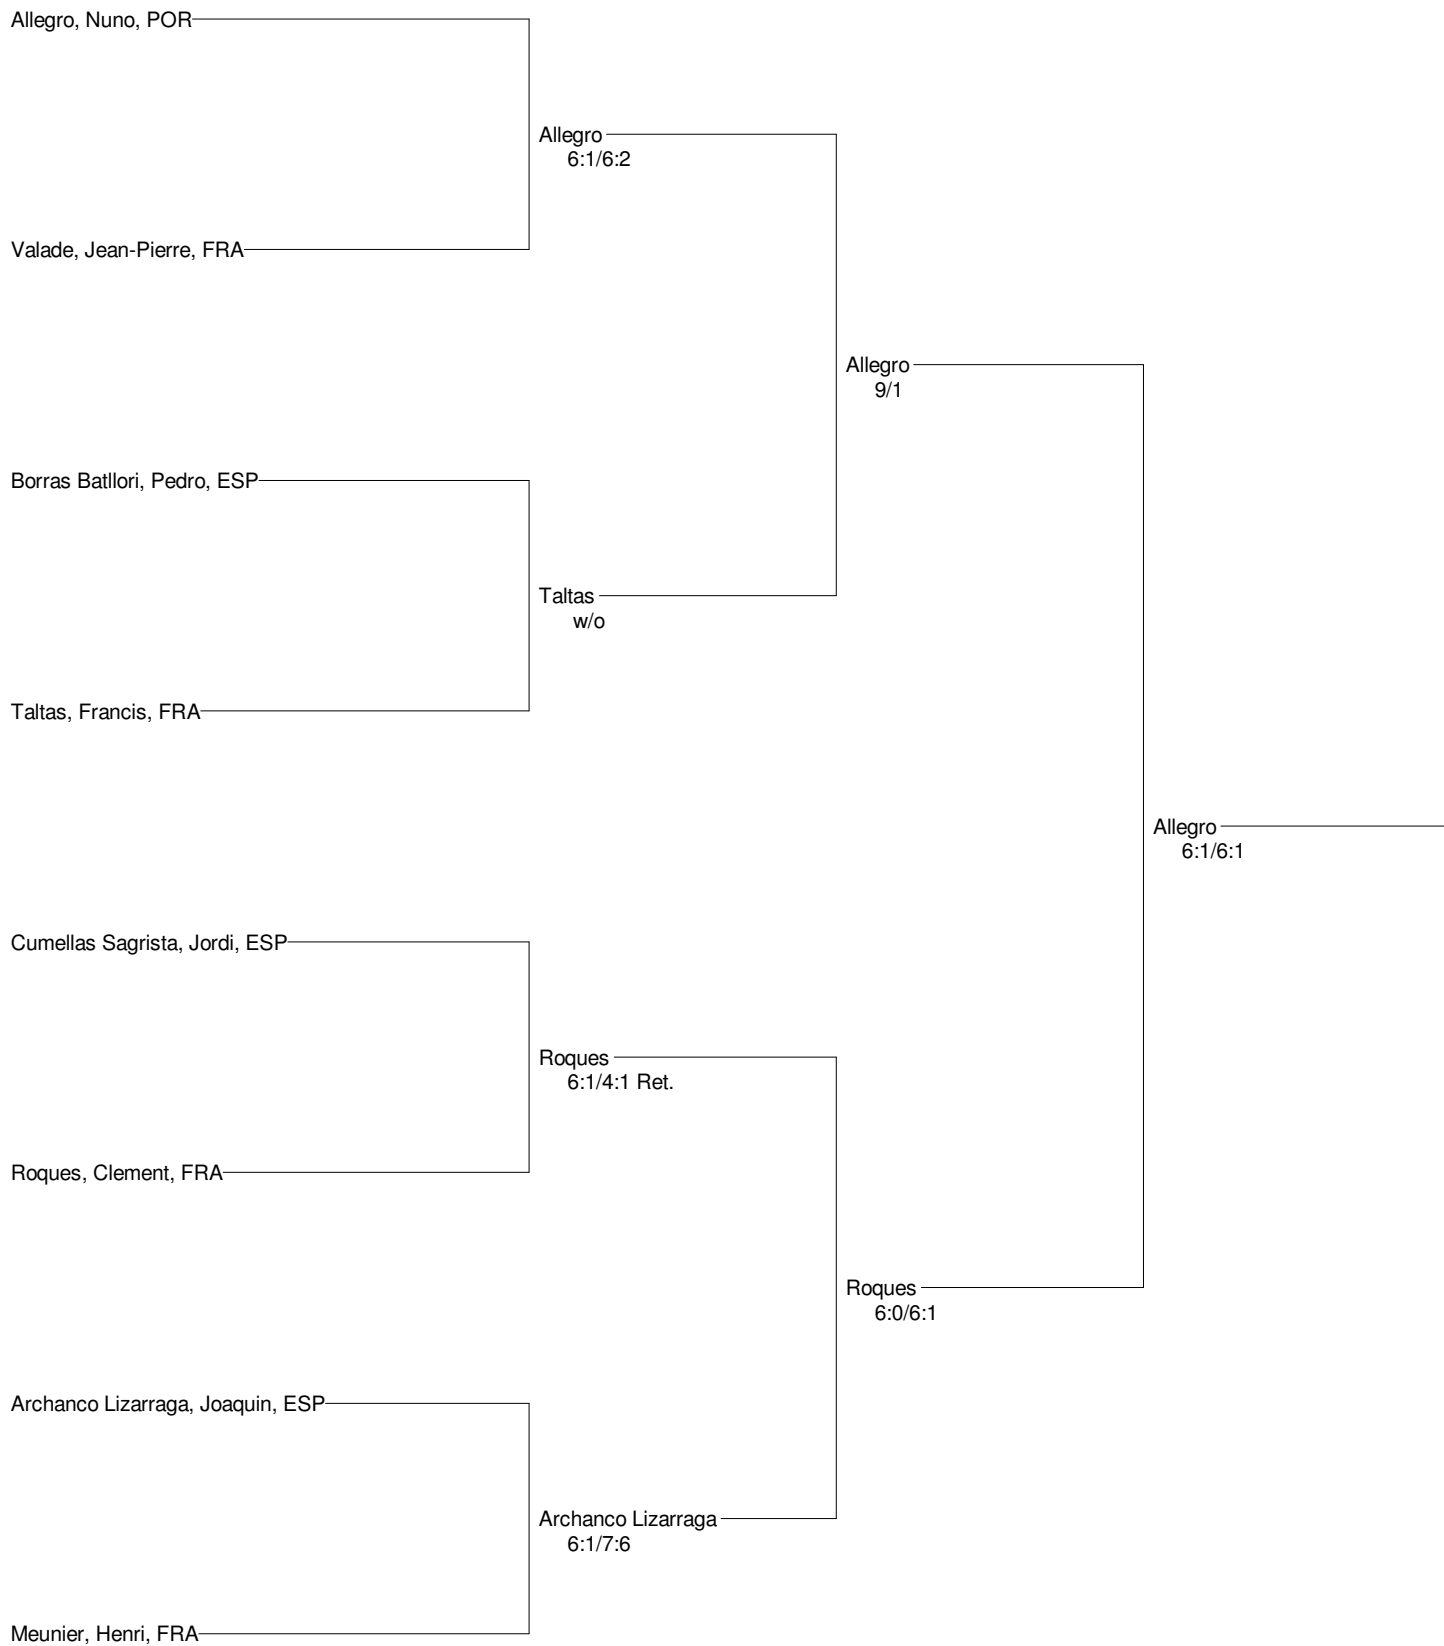 Allegro, Nuno, POR
Allegro
6:1/6:2
Valade, Jean-Pierre, FRA
Allegro
9/1
Borras Batllori, Pedro, ESP
Taltas
w/o
Taltas, Francis, FRA
Allegro
6:1/6:1
Cumellas Sagrista, Jordi, ESP
Roques
6:1/4:1 Ret.
Roques, Clement, FRA
Roques
6:0/6:1
Archanco Lizarraga, Joaquin, ESP
Archanco Lizarraga
6:1/7:6
Meunier, Henri, FRA